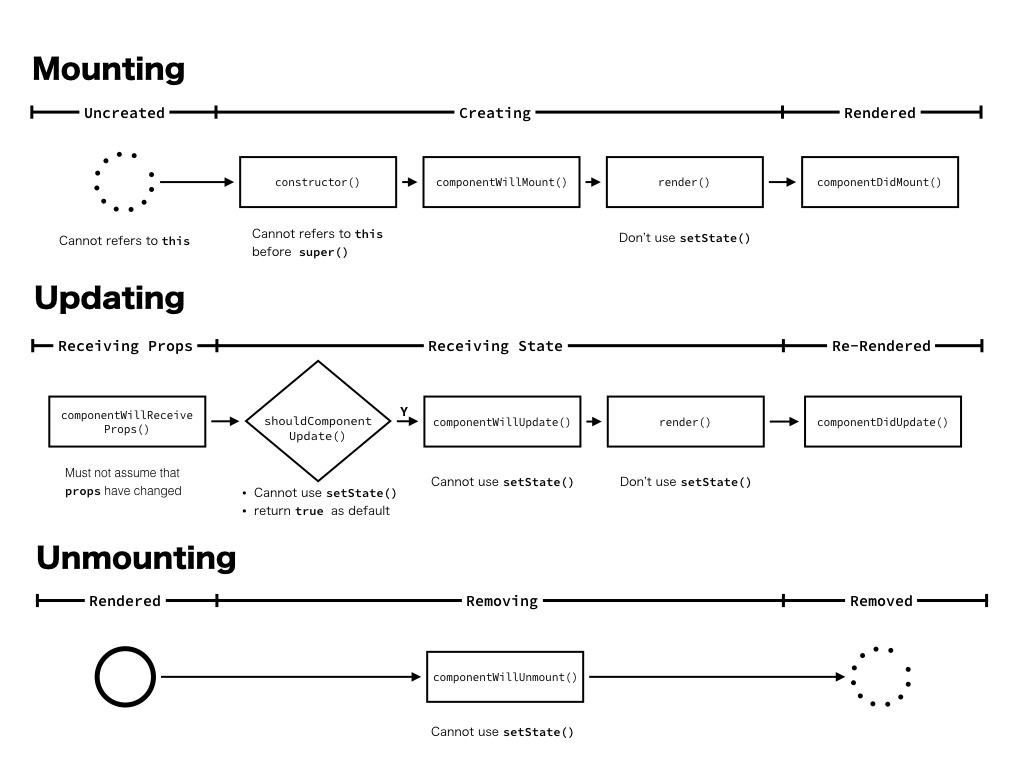 Mounting
Uncreated
Creating
Rendered
constructor()
componentWillMount()
render()
componentDidMount()
Cannot refers to this
Cannot refers to this
before super()
Don't use setState()
Updating
Receiving Props
Receiving State
Re-Rendered
componentWillReceive
Props()
shouldComponent
Update()
Y
componentWillUpdate()
render()
componentDidUpdate()
Must not assume that
props have changed
• Cannot use setState()
• return true as default
Cannot use setState()
Don't use setState()
Unmounting
Rendered
Removing
Removed
componentWillUnmount()
Cannot use setState()